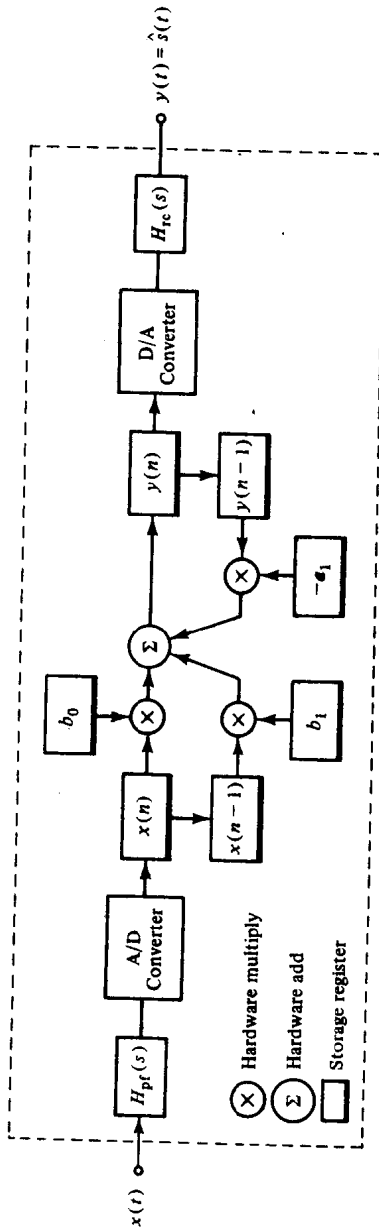 x(t)
H_pf(s)
A/D
Converter
x(n)
x(n−1)
b_0
×
×
b_1
Σ
×
−a_1
y(n)
y(n−1)
D/A
Converter
H_rc(s)
y(t) = ŝ(t)
× Hardware multiply
Σ Hardware add
Storage register